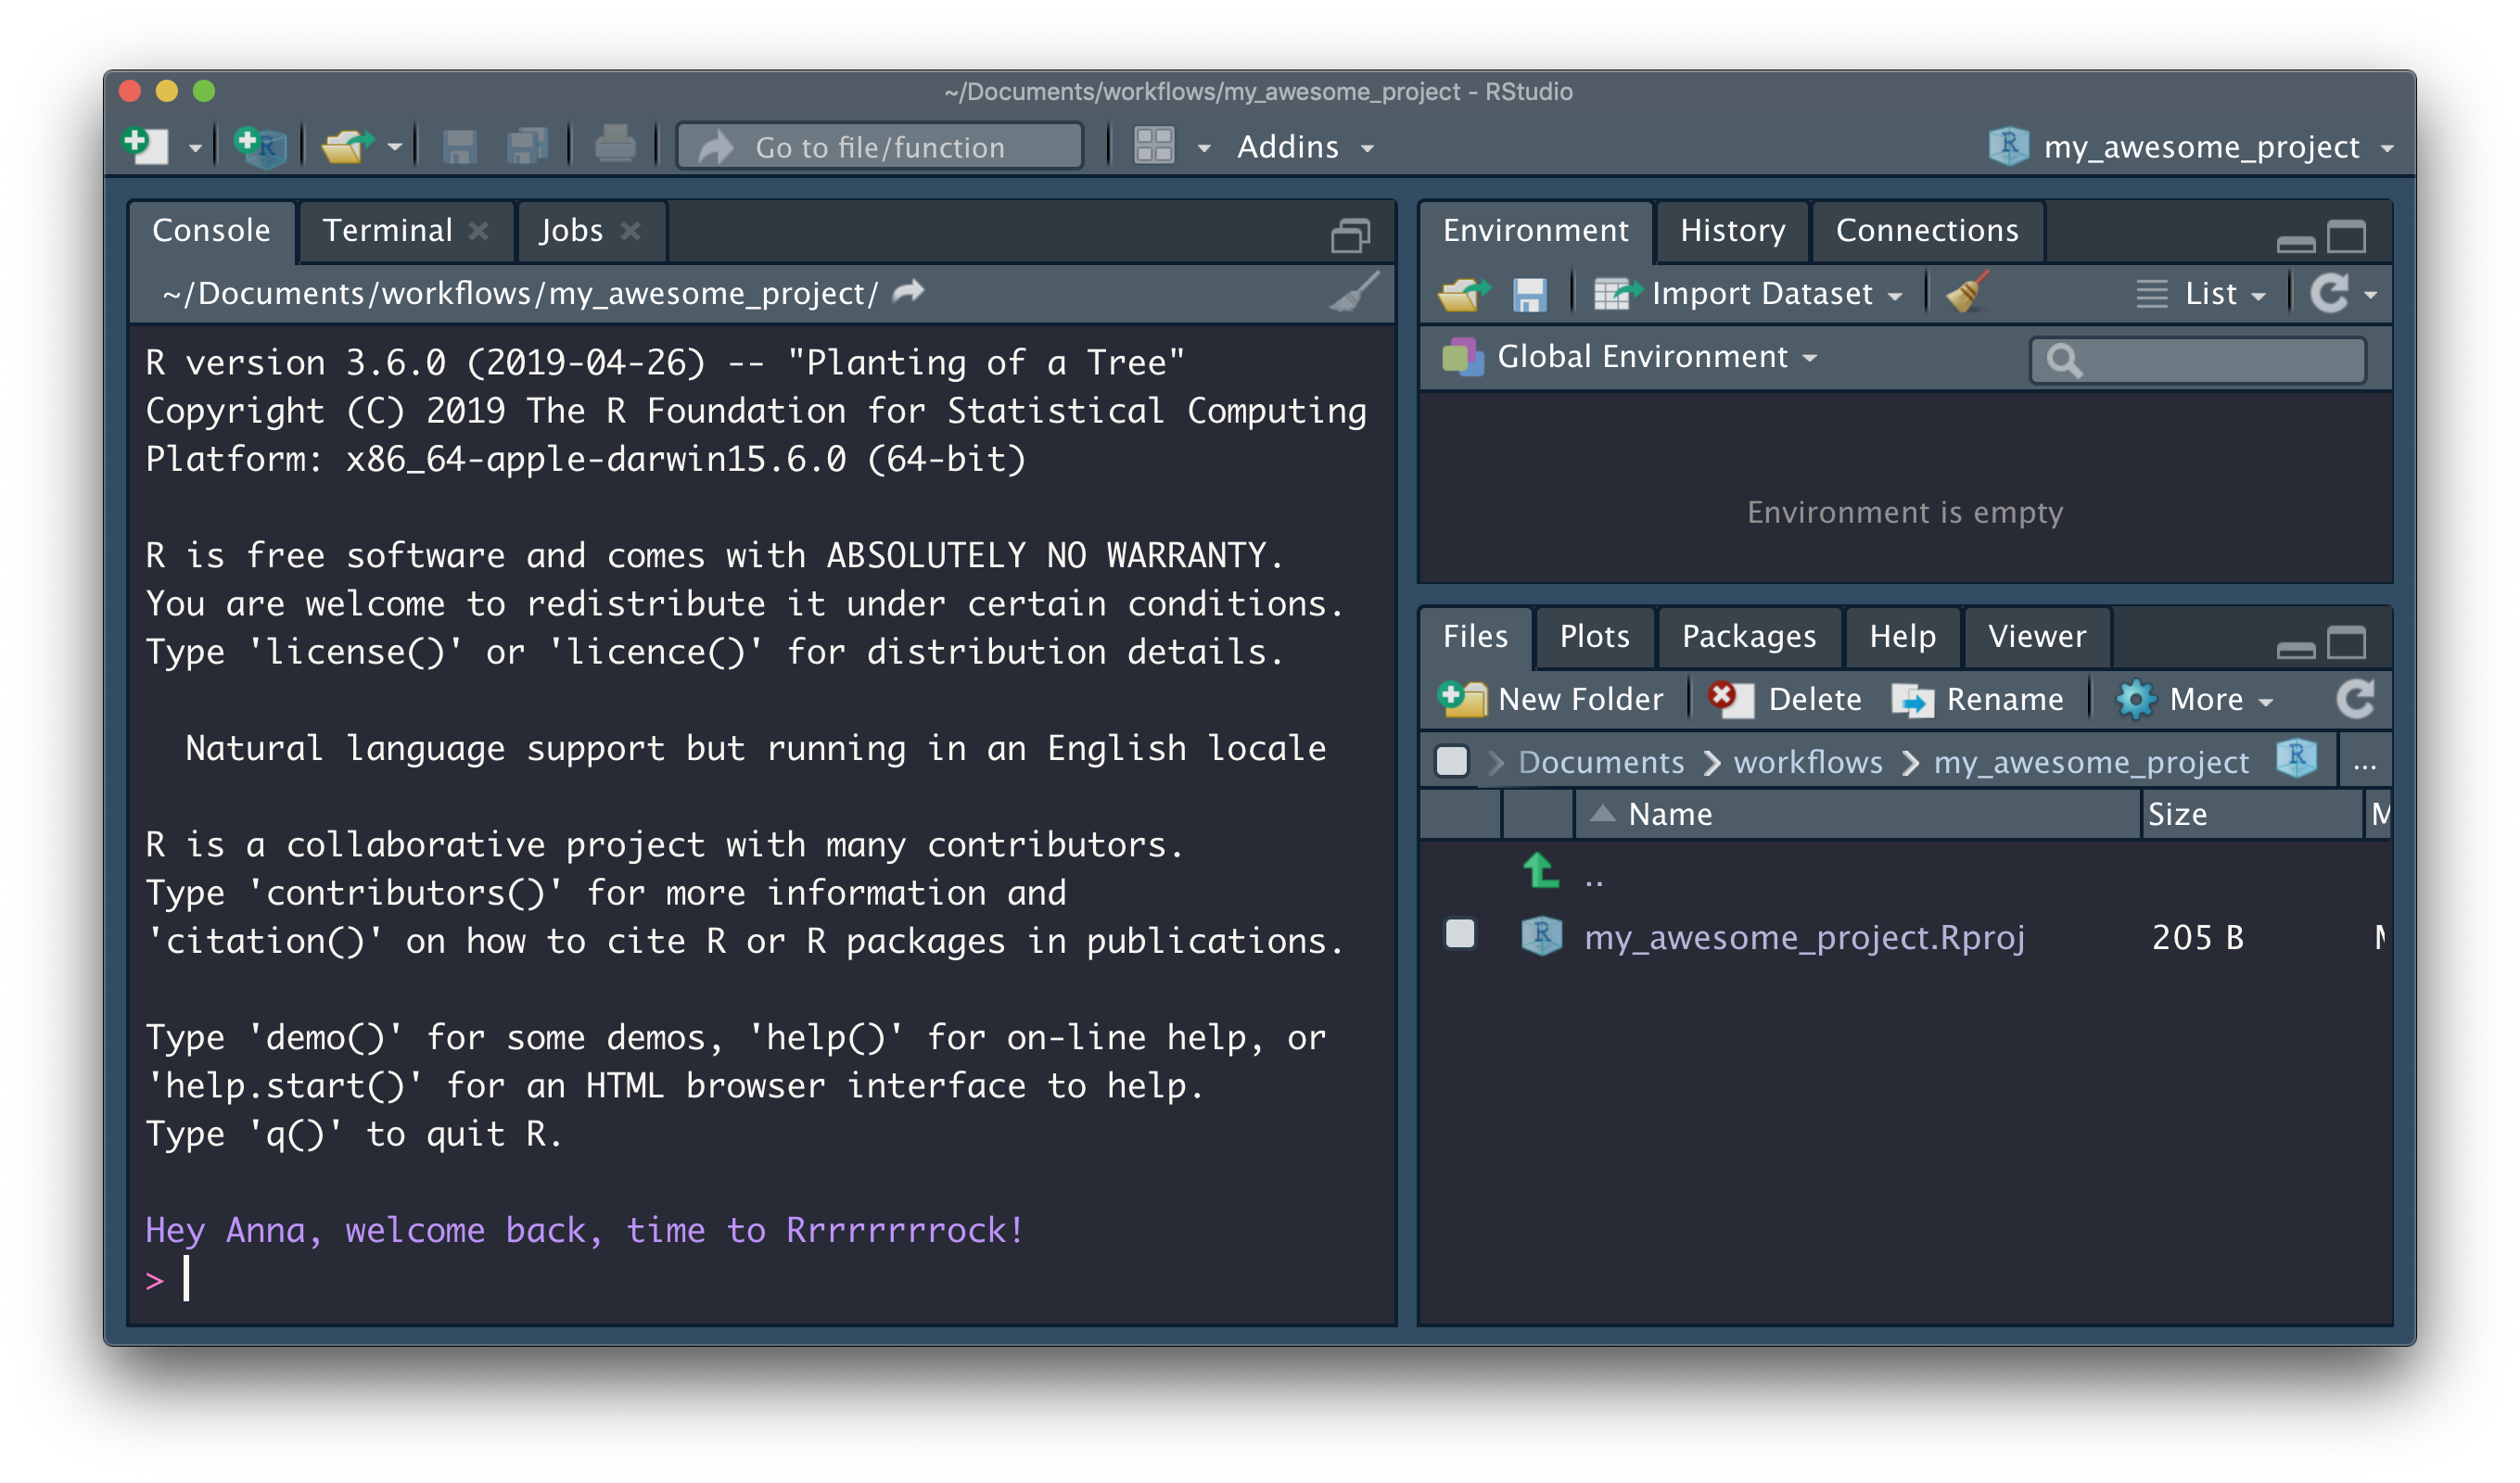 ~/Documents/workflows/my_awesome_project - RStudio
Go to file/function
Addins
my_awesome_project
Console Terminal Jobs
~/Documents/workflows/my_awesome_project/
R version 3.6.0 (2019-04-26) -- "Planting of a Tree"
Copyright (C) 2019 The R Foundation for Statistical Computing
Platform: x86_64-apple-darwin15.6.0 (64-bit)
R is free software and comes with ABSOLUTELY NO WARRANTY.
You are welcome to redistribute it under certain conditions.
Type 'license()' or 'licence()' for distribution details.
Natural language support but running in an English locale
R is a collaborative project with many contributors.
Type 'contributors()' for more information and
'citation()' on how to cite R or R packages in publications.
Type 'demo()' for some demos, 'help()' for on-line help, or
'help.start()' for an HTML browser interface to help.
Type 'q()' to quit R.
Hey Anna, welcome back, time to Rrrrrrrrock!
>
Environment History Connections
Import Dataset List
Global Environment
Environment is empty
Files Plots Packages Help Viewer
New Folder Delete Rename More
Documents workflows my_awesome_project ...
Name Size
..
my_awesome_project.Rproj 205 B